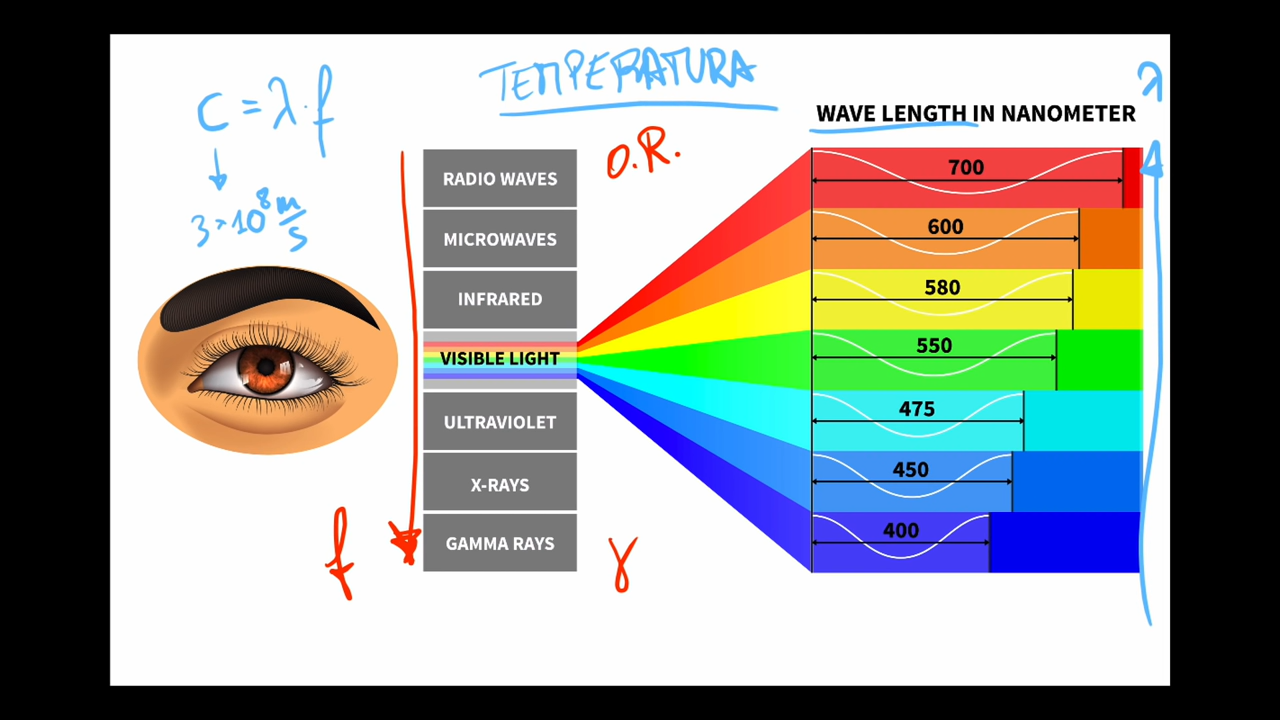 TEMPERATURA
C = λ · f
3 × 10⁸ m/s
λ
WAVE LENGTH IN NANOMETER
O.R.
RADIO WAVES
MICROWAVES
INFRARED
VISIBLE LIGHT
ULTRAVIOLET
X-RAYS
GAMMA RAYS
f
γ
700
600
580
550
475
450
400